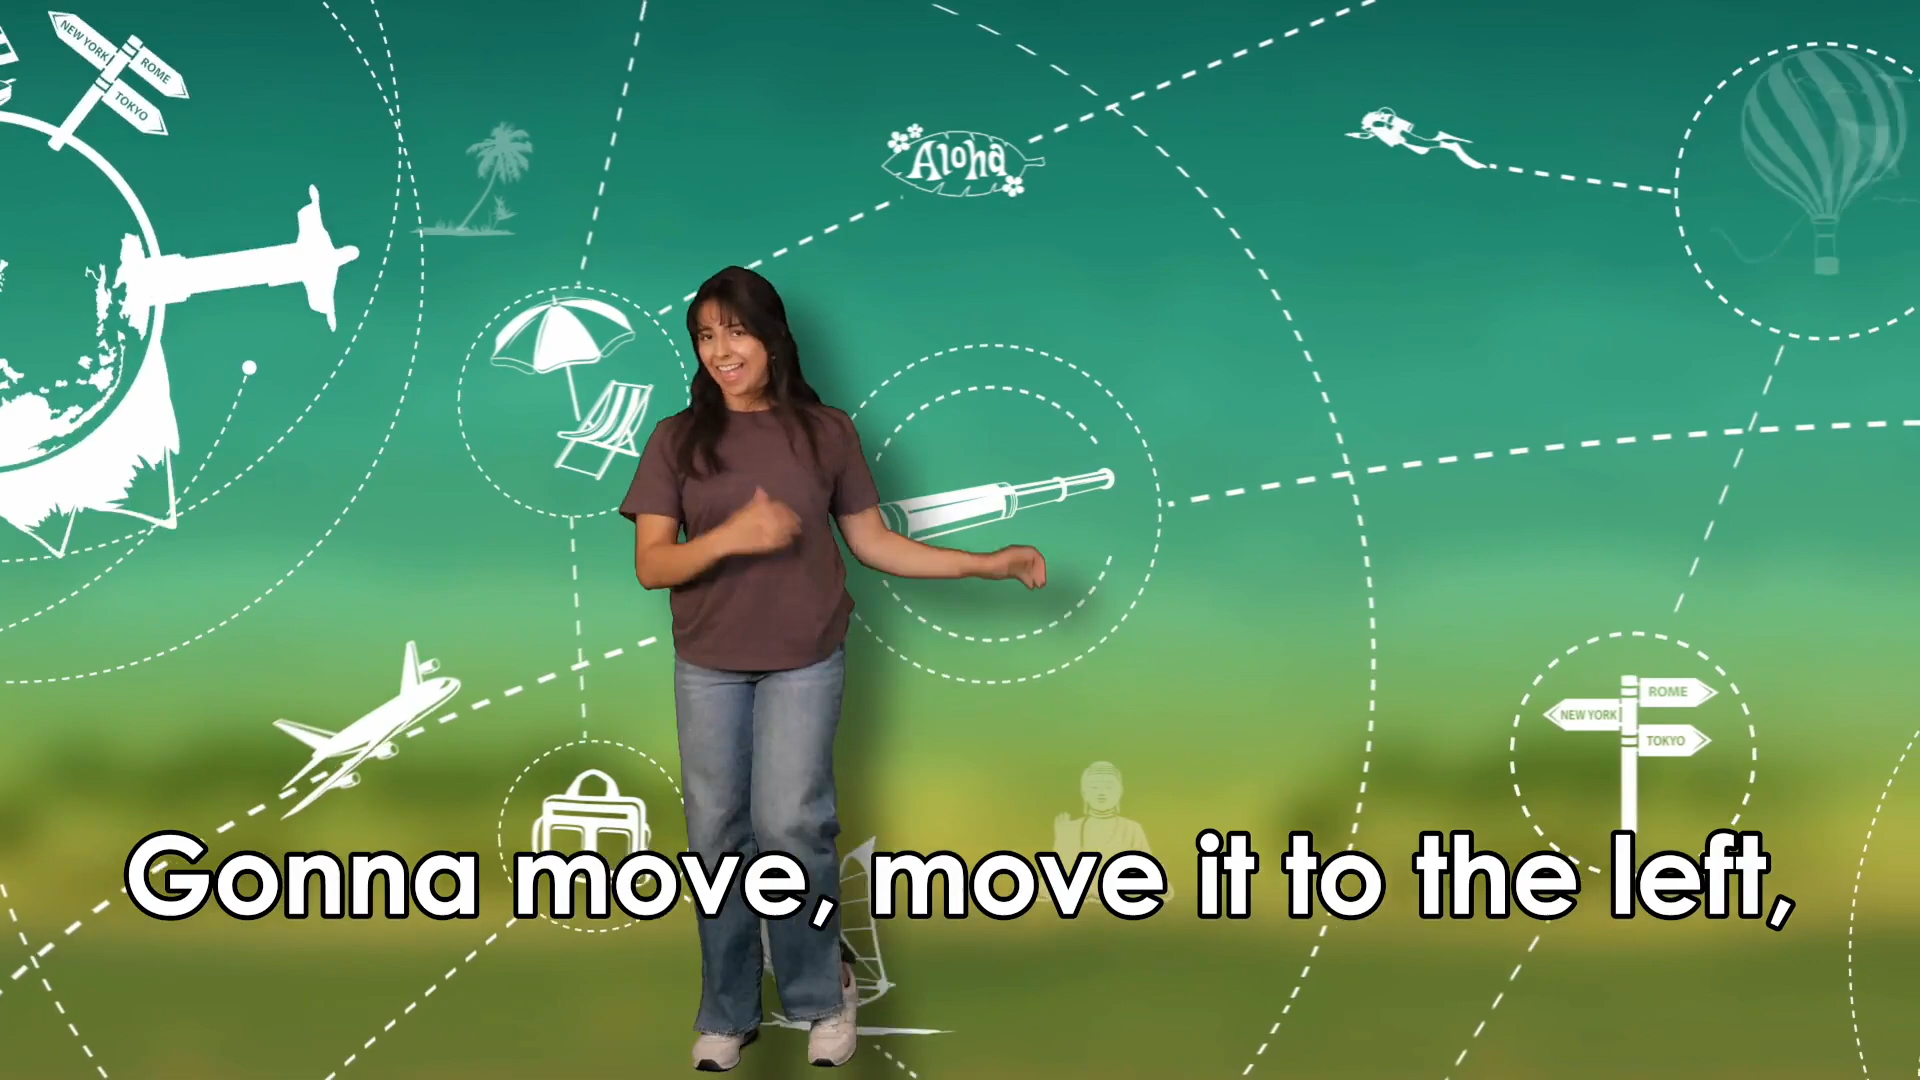 NEW YORK
ROME
TOKYO
Aloha
ROME
NEW YORK
TOKYO
Gonna move, move it to the left,